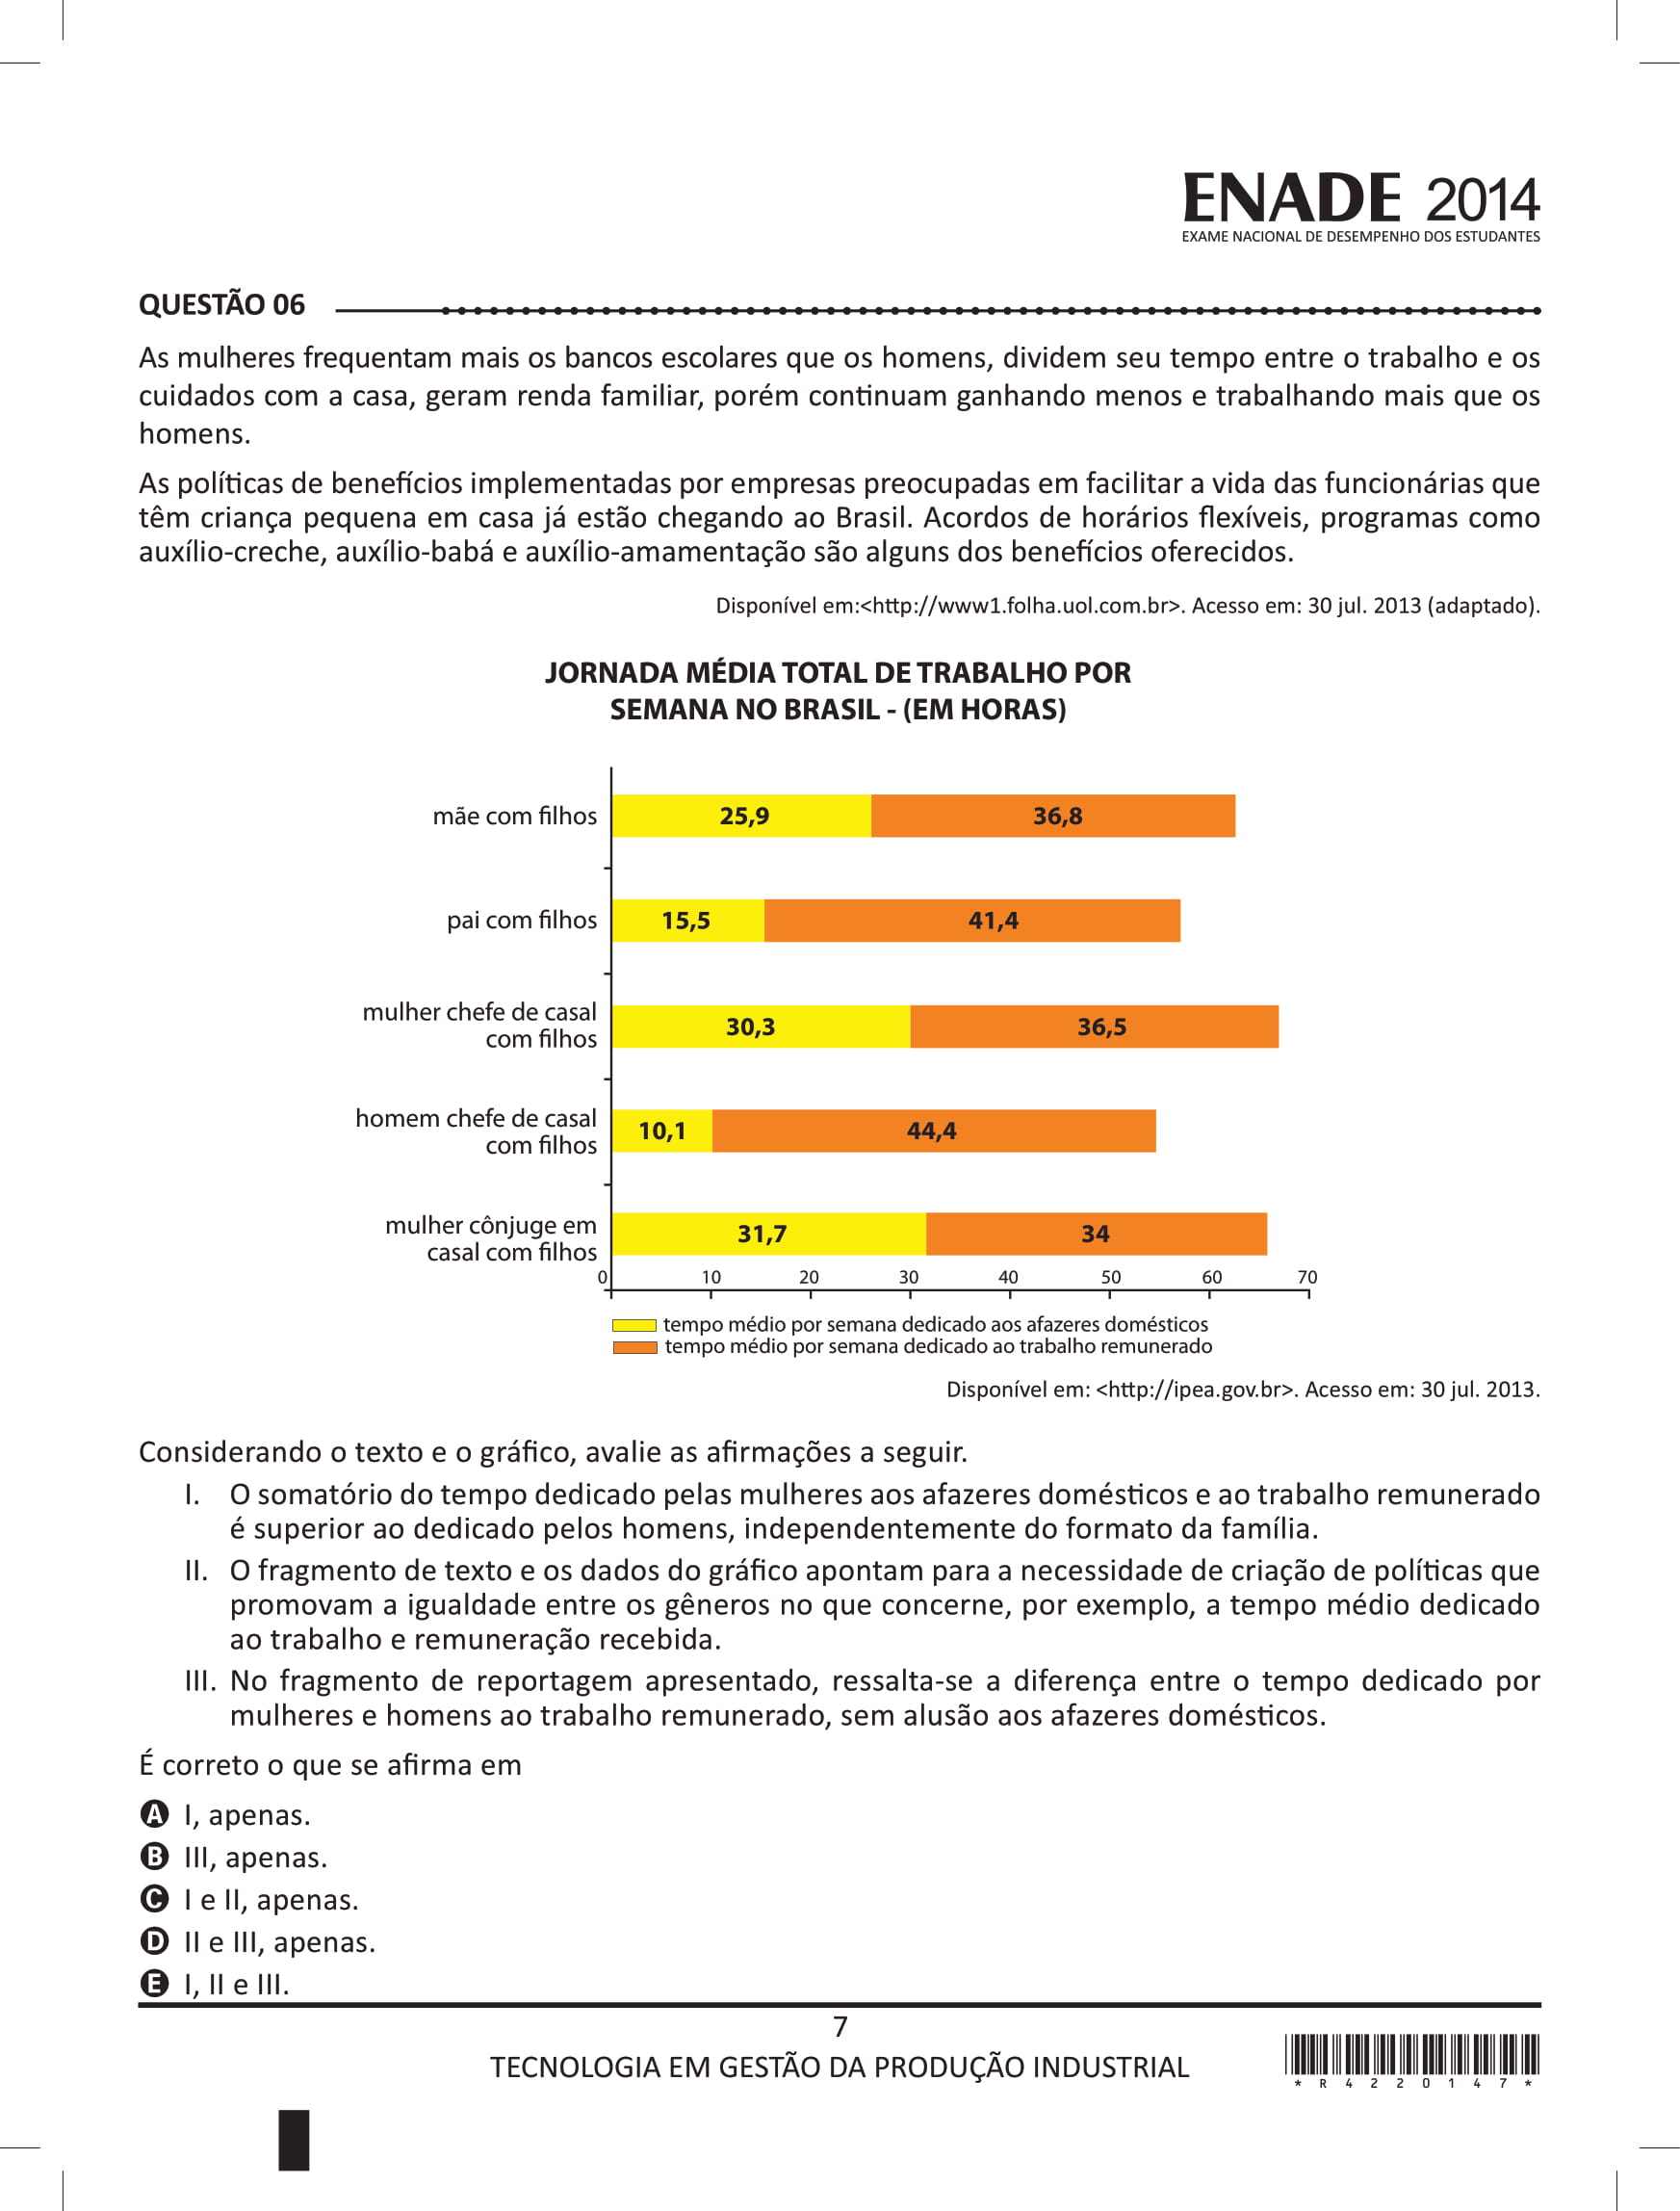 ENADE 2014
EXAME NACIONAL DE DESEMPENHO DOS ESTUDANTES
QUESTÃO 06
As mulheres frequentam mais os bancos escolares que os homens, dividem seu tempo entre o trabalho e os
cuidados com a casa, geram renda familiar, porém continuam ganhando menos e trabalhando mais que os
homens.
As políticas de benefícios implementadas por empresas preocupadas em facilitar a vida das funcionárias que
têm criança pequena em casa já estão chegando ao Brasil. Acordos de horários flexíveis, programas como
auxílio-creche, auxílio-babá e auxílio-amamentação são alguns dos benefícios oferecidos.
Disponível em:<http://www1.folha.uol.com.br>. Acesso em: 30 jul. 2013 (adaptado).
JORNADA MÉDIA TOTAL DE TRABALHO POR
SEMANA NO BRASIL - (EM HORAS)
mãe com filhos 25,9 36,8
pai com filhos 15,5 41,4
mulher chefe de casal
com filhos 30,3 36,5
homem chefe de casal
com filhos 10,1 44,4
mulher cônjuge em
casal com filhos 31,7 34
0 10 20 30 40 50 60 70
tempo médio por semana dedicado aos afazeres domésticos
tempo médio por semana dedicado ao trabalho remunerado
Disponível em: <http://ipea.gov.br>. Acesso em: 30 jul. 2013.
Considerando o texto e o gráfico, avalie as afirmações a seguir.
I. O somatório do tempo dedicado pelas mulheres aos afazeres domésticos e ao trabalho remunerado
é superior ao dedicado pelos homens, independentemente do formato da família.
II. O fragmento de texto e os dados do gráfico apontam para a necessidade de criação de políticas que
promovam a igualdade entre os gêneros no que concerne, por exemplo, a tempo médio dedicado
ao trabalho e remuneração recebida.
III. No fragmento de reportagem apresentado, ressalta-se a diferença entre o tempo dedicado por
mulheres e homens ao trabalho remunerado, sem alusão aos afazeres domésticos.
É correto o que se afirma em
A I, apenas.
B III, apenas.
C I e II, apenas.
D II e III, apenas.
E I, II e III.
7
TECNOLOGIA EM GESTÃO DA PRODUÇÃO INDUSTRIAL
* R 4 2 2 0 1 4 7 *